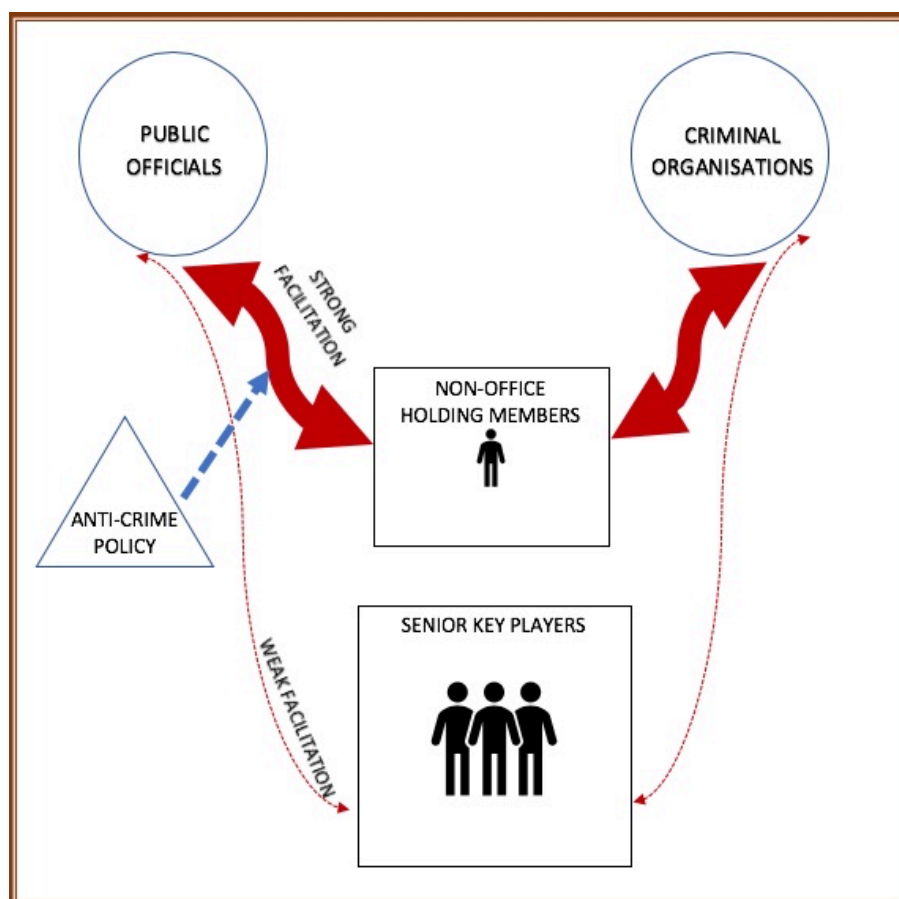 PUBLIC
OFFICIALS
CRIMINAL
ORGANISATIONS
STRONG
FACILITATION
NON-OFFICE
HOLDING MEMBERS
ANTI-CRIME
POLICY
SENIOR KEY PLAYERS
WEAK FACILITATION